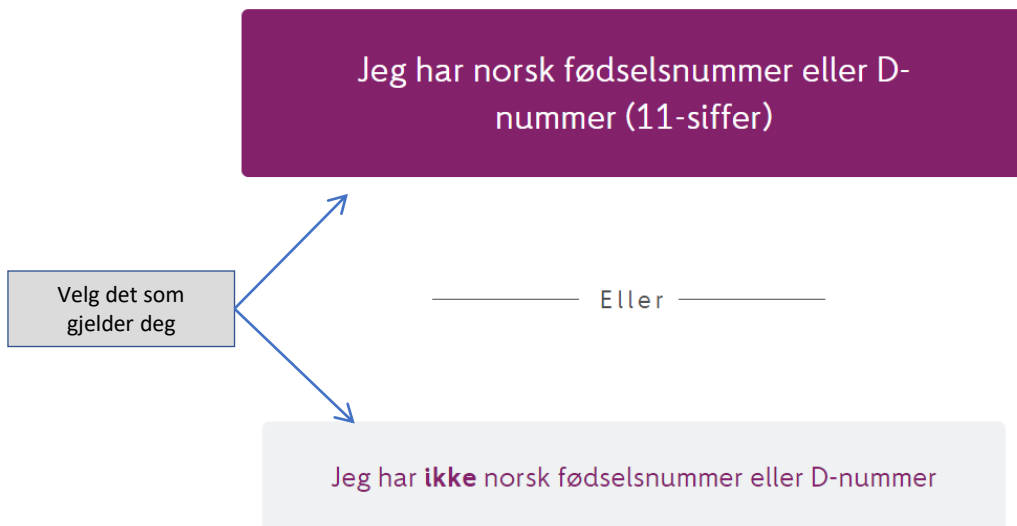 Jeg har norsk fødselsnummer eller D-
nummer (11-siffer)
Velg det som
gjelder deg
Eller
Jeg har ikke norsk fødselsnummer eller D-nummer